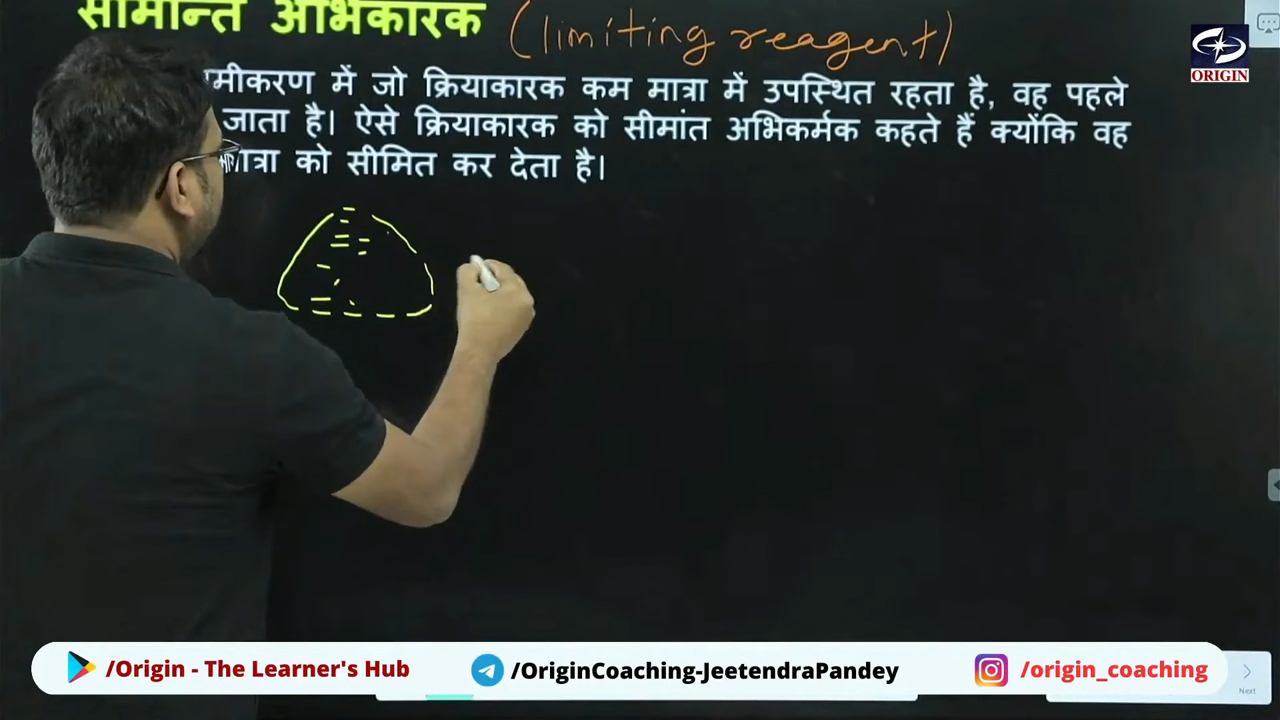 सीमान्त अभिकारक (limiting reagent)
ORIGIN
मीकरण में जो क्रियाकारक कम मात्रा में उपस्थित रहता है, वह पहले
जाता है। ऐसे क्रियाकारक को सीमांत अभिकर्मक कहते हैं क्योंकि वह
मात्रा को सीमित कर देता है।
/Origin - The Learner's Hub
/OriginCoaching-JeetendraPandey
/origin_coaching
Next